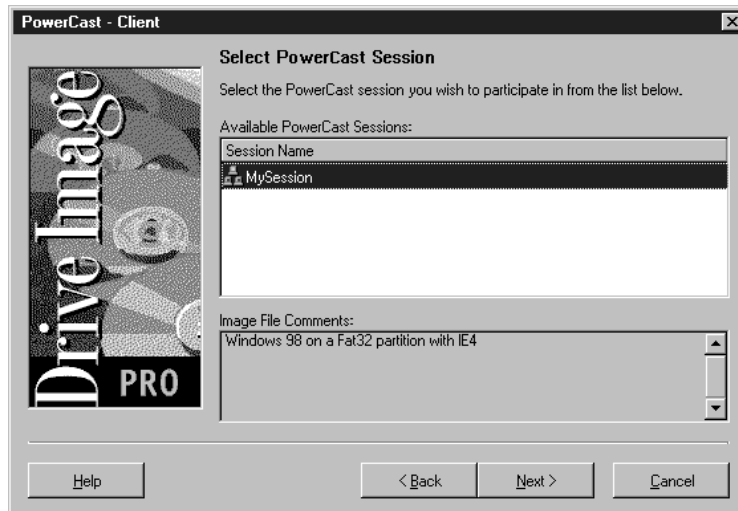 PowerCast - Client
Drive Image
PRO
Select PowerCast Session
Select the PowerCast session you wish to participate in from the list below.
Available PowerCast Sessions:
Session Name
MySession
Image File Comments:
Windows 98 on a Fat32 partition with IE4
Help
< Back
Next >
Cancel